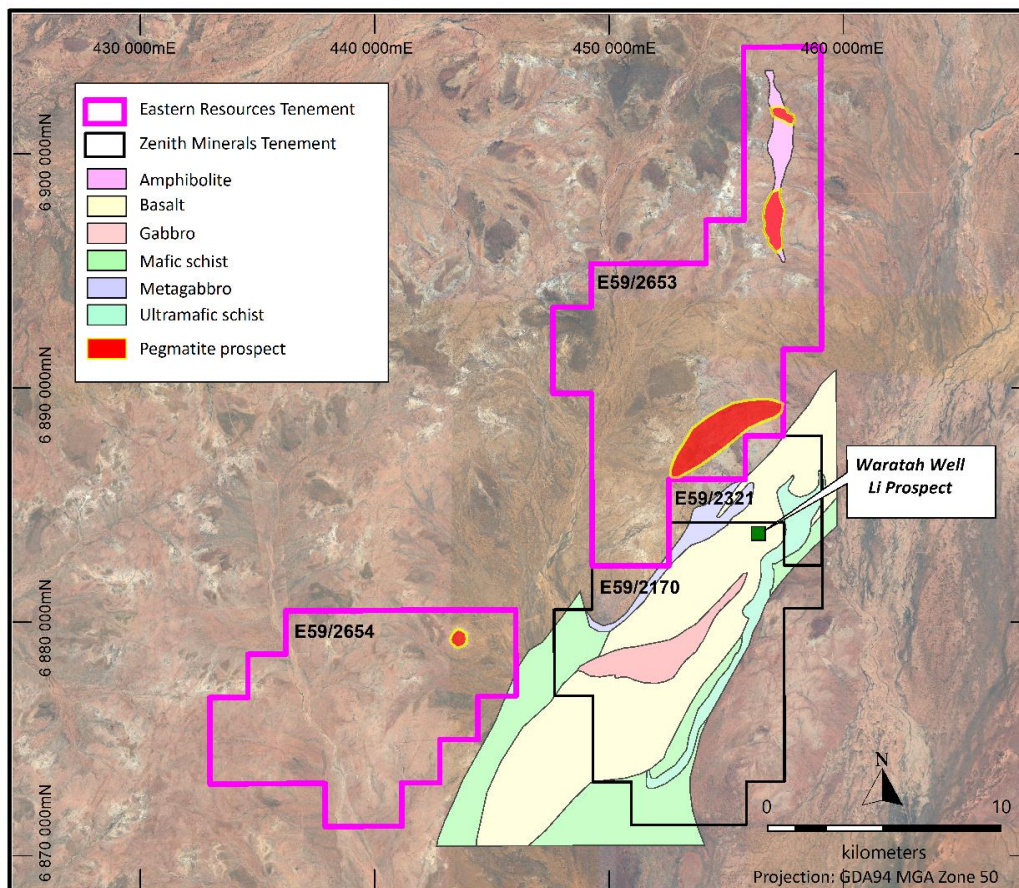 430 000mE
440 000mE
450 000mE
460 000mE
6 900 000mN
6 890 000mN
6 880 000mN
6 870 000mN
Eastern Resources Tenement
Zenith Minerals Tenement
Amphibolite
Basalt
Gabbro
Mafic schist
Metagabbro
Ultramafic schist
Pegmatite prospect
E59/2653
E59/2321
Waratah Well
Li Prospect
E59/2170
E59/2654
N
0
10
kilometers
Projection: GDA94 MGA Zone 50